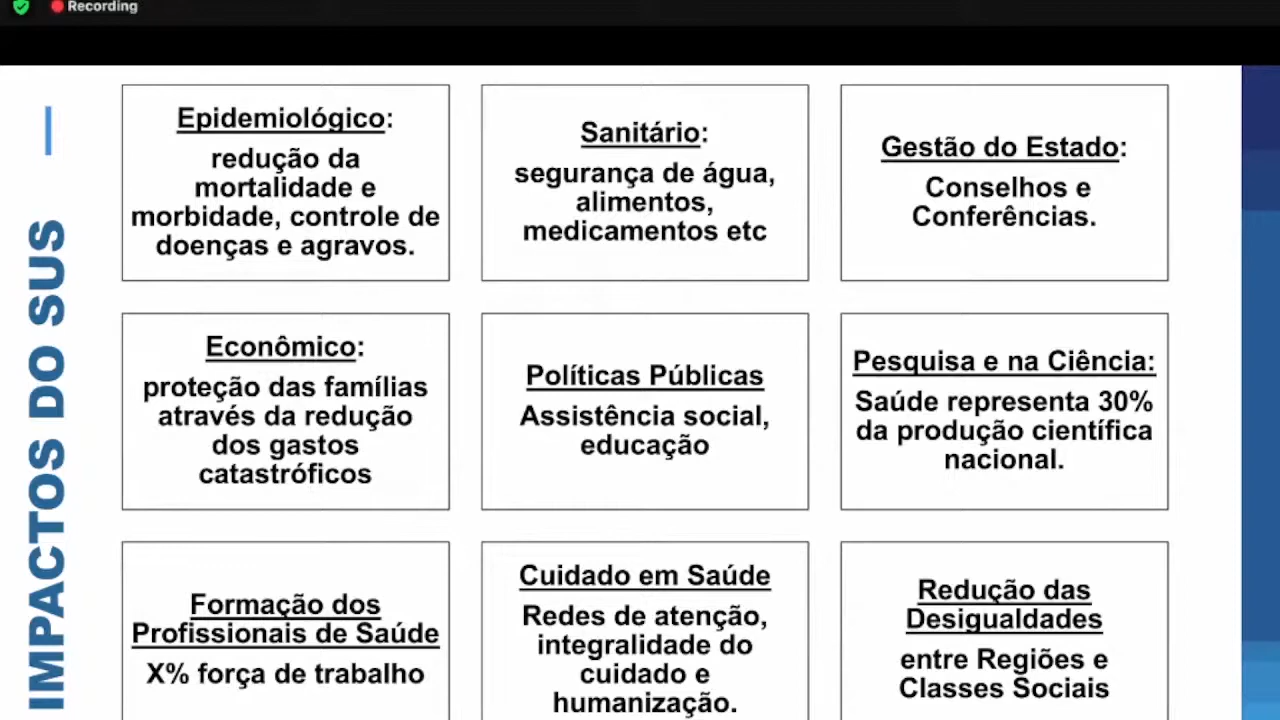 Recording
IMPACTOS DO SUS
Epidemiológico:
redução da
mortalidade e
morbidade, controle de
doenças e agravos.
Sanitário:
segurança de água,
alimentos,
medicamentos etc
Gestão do Estado:
Conselhos e
Conferências.
Econômico:
proteção das famílias
através da redução
dos gastos
catastróficos
Políticas Públicas
Assistência social,
educação
Pesquisa e na Ciência:
Saúde representa 30%
da produção científica
nacional.
Formação dos
Profissionais de Saúde
X% força de trabalho
Cuidado em Saúde
Redes de atenção,
integralidade do
cuidado e
humanização.
Redução das
Desigualdades
entre Regiões e
Classes Sociais